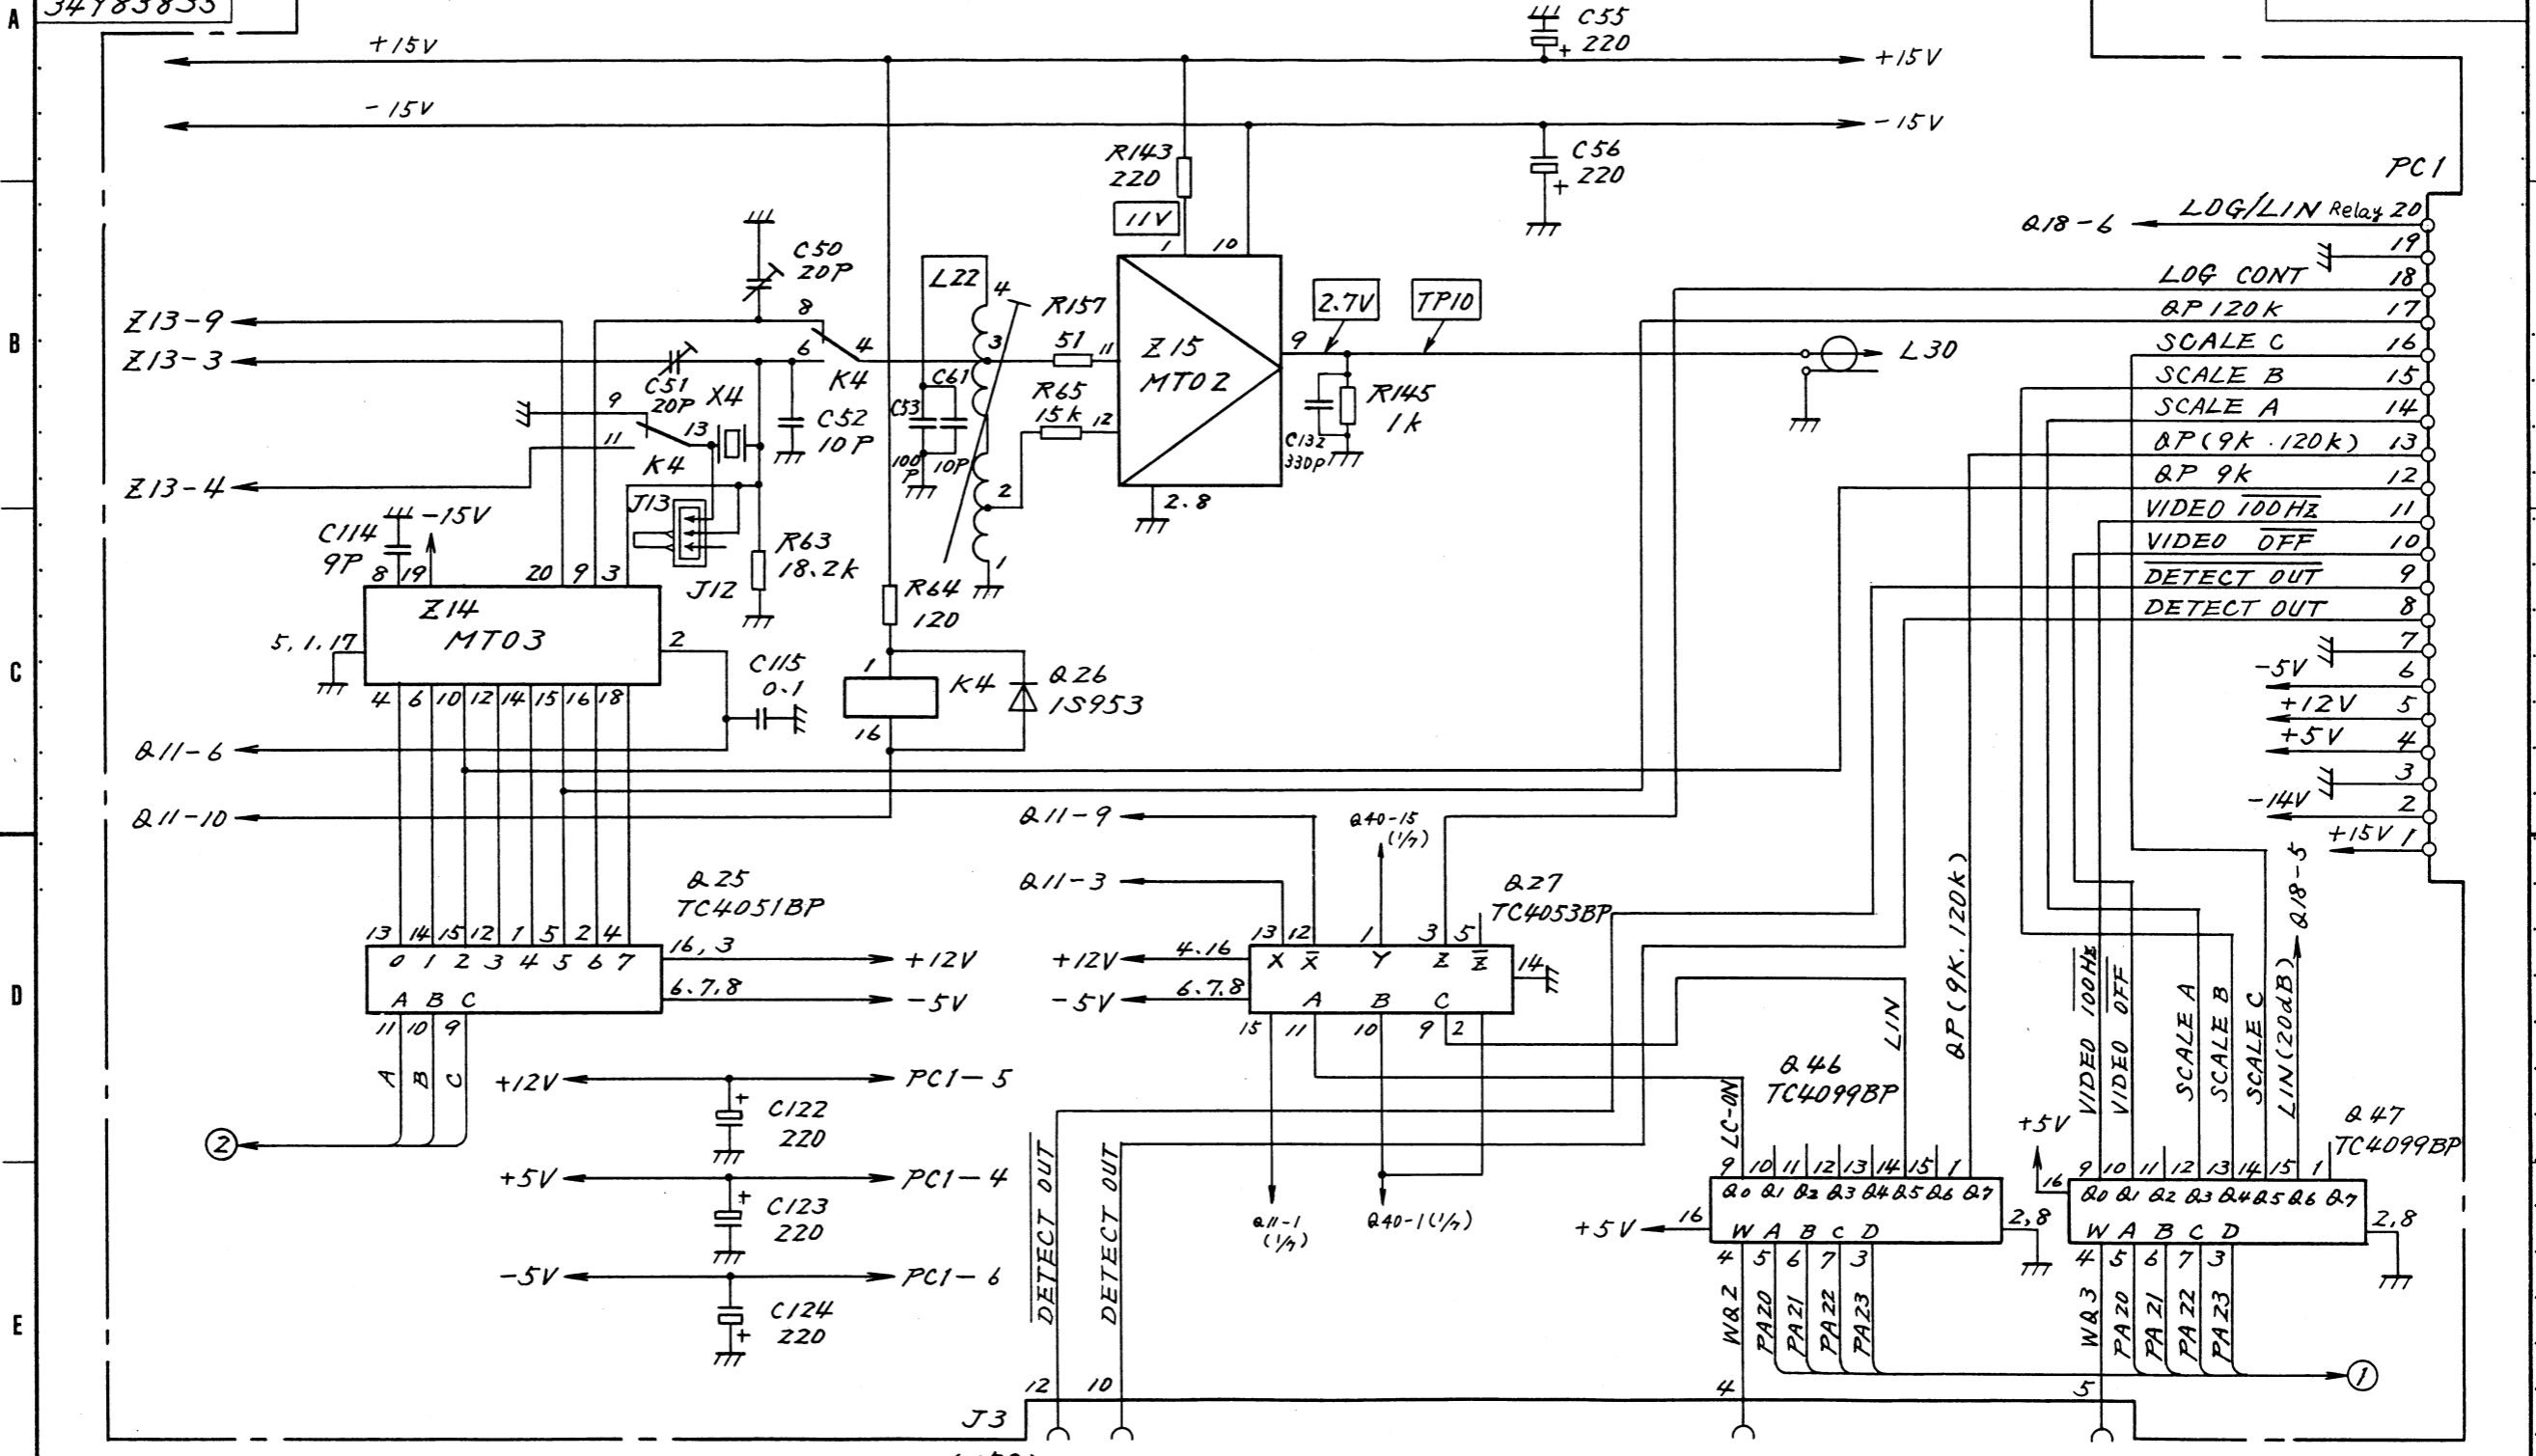 A
+15V
-15V
C55
220
+
+15V
-15V
C56
220
+
R143
220
11V
1
10
PC1
LOG/LIN Relay 20
Q18-6
19
LOG CONT 18
QP 120k 17
SCALE C 16
SCALE B 15
SCALE A 14
QP(9k .120k) 13
QP 9k 12
VIDEO 100HZ 11
VIDEO OFF 10
DETECT OUT 9
DETECT OUT 8
7
-5V 6
+12V 5
+5V 4
3
-14V 2
+15V 1
B
Z13-9
Z13-3
Z13-4
C50
20P
8
6
4
K4
C51
20P
X4
9
11
13
K4
C52
10P
J13
J12
R63
18.2k
L22
4
3
2
1
C53
100
P
C61
10P
R157
51
11
R65
15k
12
Z15
MT02
2.8
9
2.7V
TP10
C132
330P
R145
1k
L30
C
C114
9P
-15V
8 19 20 9 3
Z14
MT03
5,1.17
2
4 6 10 12 14 15 16 18
C115
0.1
R64
120
1
K4
16
Q26
1S953
Q11-6
Q11-10
D
Q25
TC4051BP
13 14 15 12 1 5 2 4
0 1 2 3 4 5 6 7
A B C
11 10 9
16,3
+12V
6.7,8
-5V
A
B
C
2
Q11-9
Q11-3
Q40-15
(1/7)
Q27
TC4053BP
13 12 1 3 5
X X Y Z Z
A B C
14
+12V
4.16
-5V
6.7.8
15 11 10 9 2
Q11-1
(1/7)
Q40-1(1/7)
+12V
PC1-5
+
C122
220
+5V
PC1-4
+
C123
220
-5V
PC1-6
C124
220
+
DETECT OUT
DETECT OUT
LC-ON
LIN
QP(9K.120k)
Q46
TC4099BP
9 10 11 12 13 14 15 1
Q0 Q1 Q2 Q3 Q4 Q5 Q6 Q7
W A B C D
+5V
16
2,8
4 5 6 7 3
WQ2
PA20
PA21
PA22
PA23
VIDEO 100HZ
VIDEO OFF
SCALE A
SCALE B
SCALE C
LIN(20dB)
Q18-5
+5V
16
Q47
TC4099BP
9 10 11 12 13 14 15 1
Q0 Q1 Q2 Q3 Q4 Q5 Q6 Q7
W A B C D
2,8
4 5 6 7 3
WQ3
PA20
PA21
PA22
PA23
1
E
J3
12
10
4
5